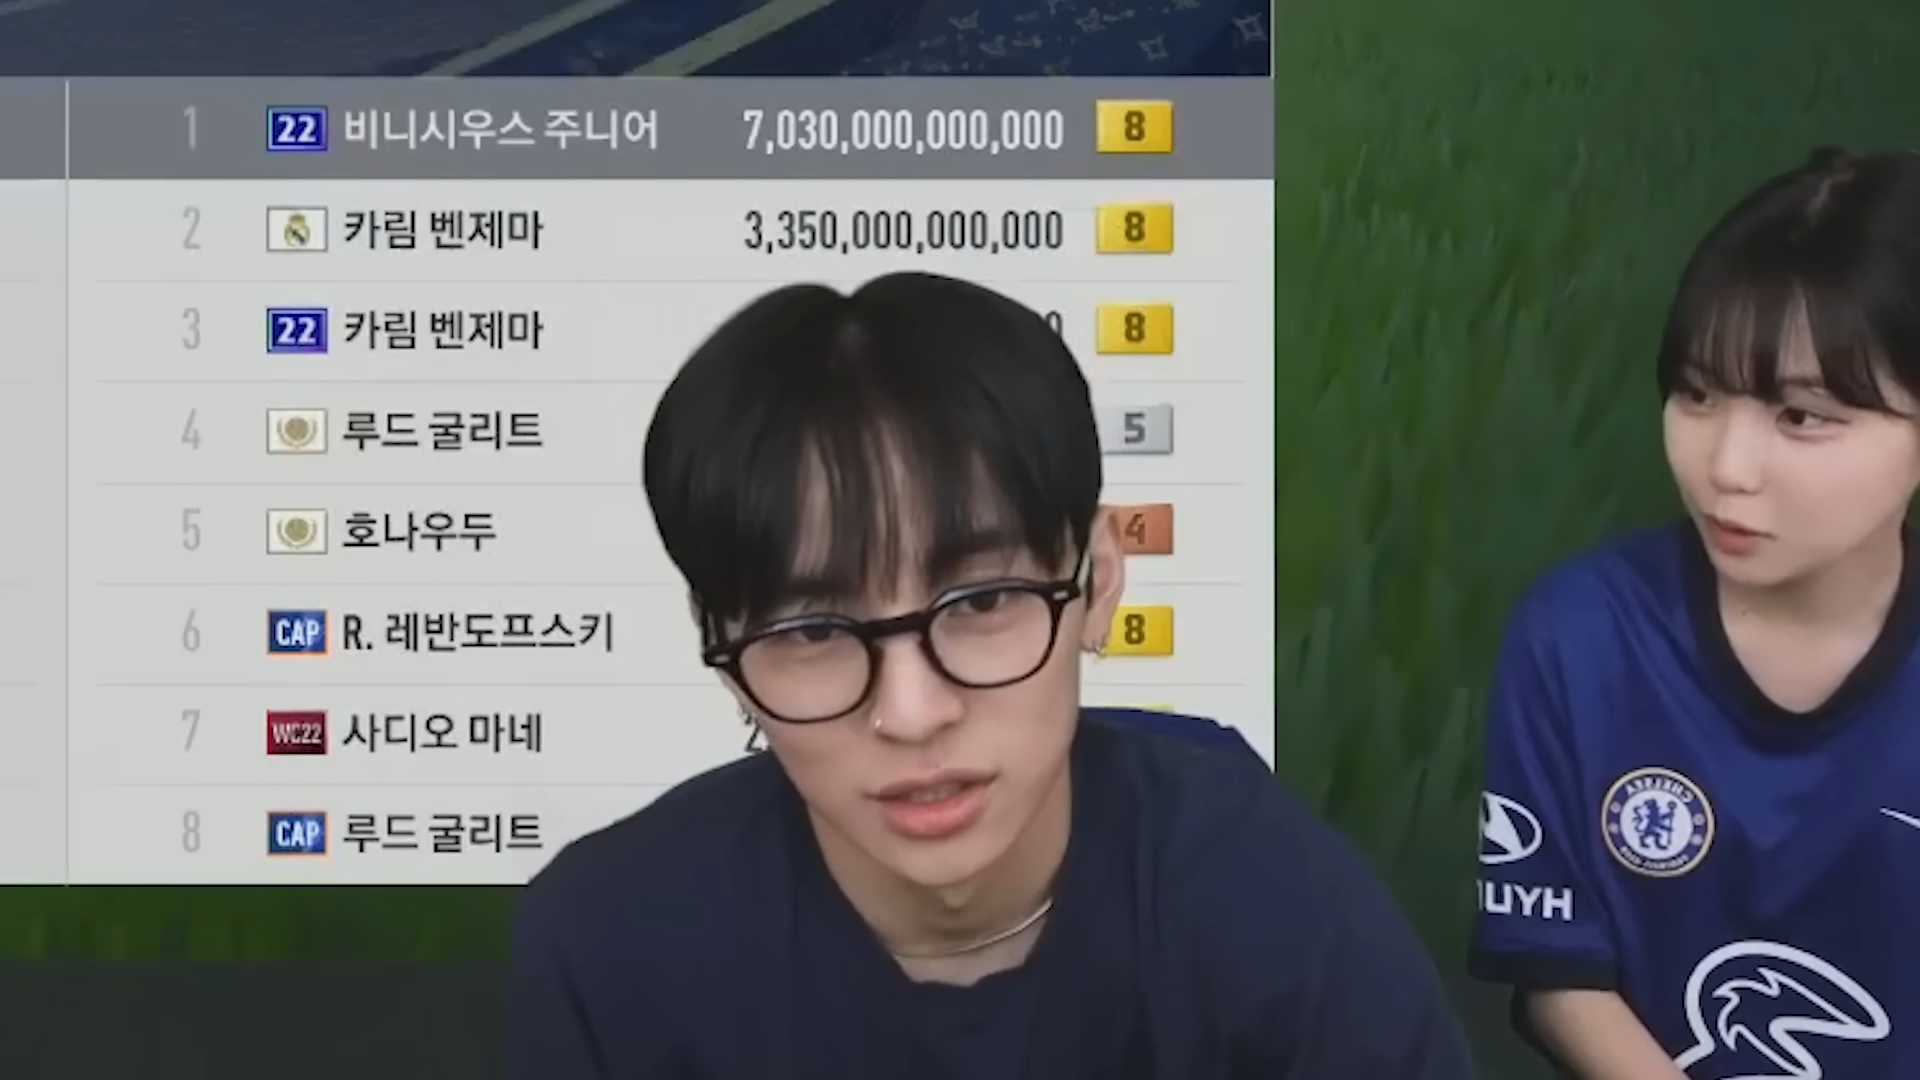 1 22 비니시우스 주니어 7,030,000,000,000 8
2 카림 벤제마 3,350,000,000,000 8
3 22 카림 벤제마 8
4 루드 굴리트 5
5 호나우두 4
6 CAP R. 레반도프스키 8
7 WC22 사디오 마네
8 CAP 루드 굴리트
CHELSEA